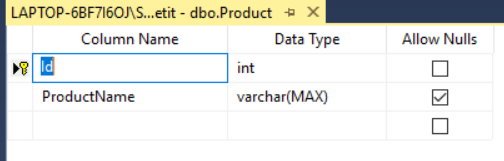 LAPTOP-6BF7I6OJ\S...etit - dbo.Product
Column Name Data Type Allow Nulls
Id int
ProductName varchar(MAX)